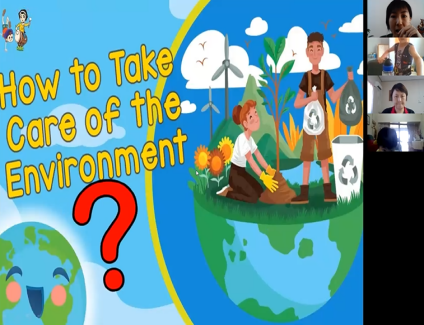 How to Take
Care of the
Environment
?